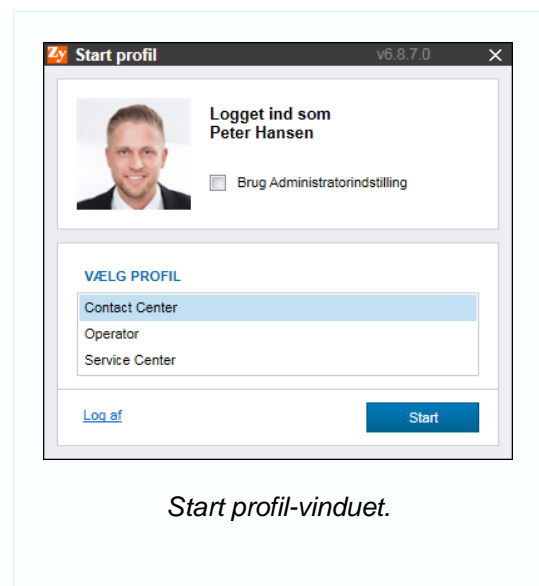 Zy Start profil v6.8.7.0
Logget ind som
Peter Hansen
Brug Administratorindstilling
VÆLG PROFIL
Contact Center
Operator
Service Center
Log af Start
Start profil-vinduet.